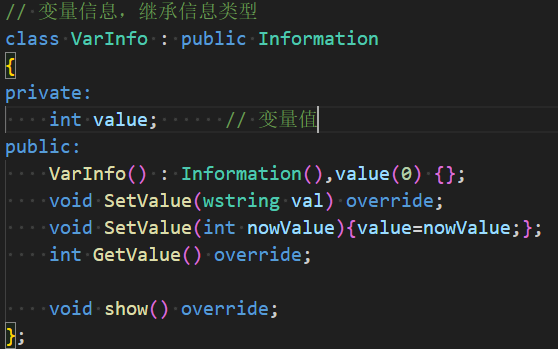 // 变量信息，继承信息类型
class VarInfo : public Information
{
private:
    int value;      // 变量值
public:
    VarInfo() : Information(),value(0) {};
    void SetValue(wstring val) override;
    void SetValue(int nowValue){value=nowValue;};
    int GetValue() override;

    void show() override;
};